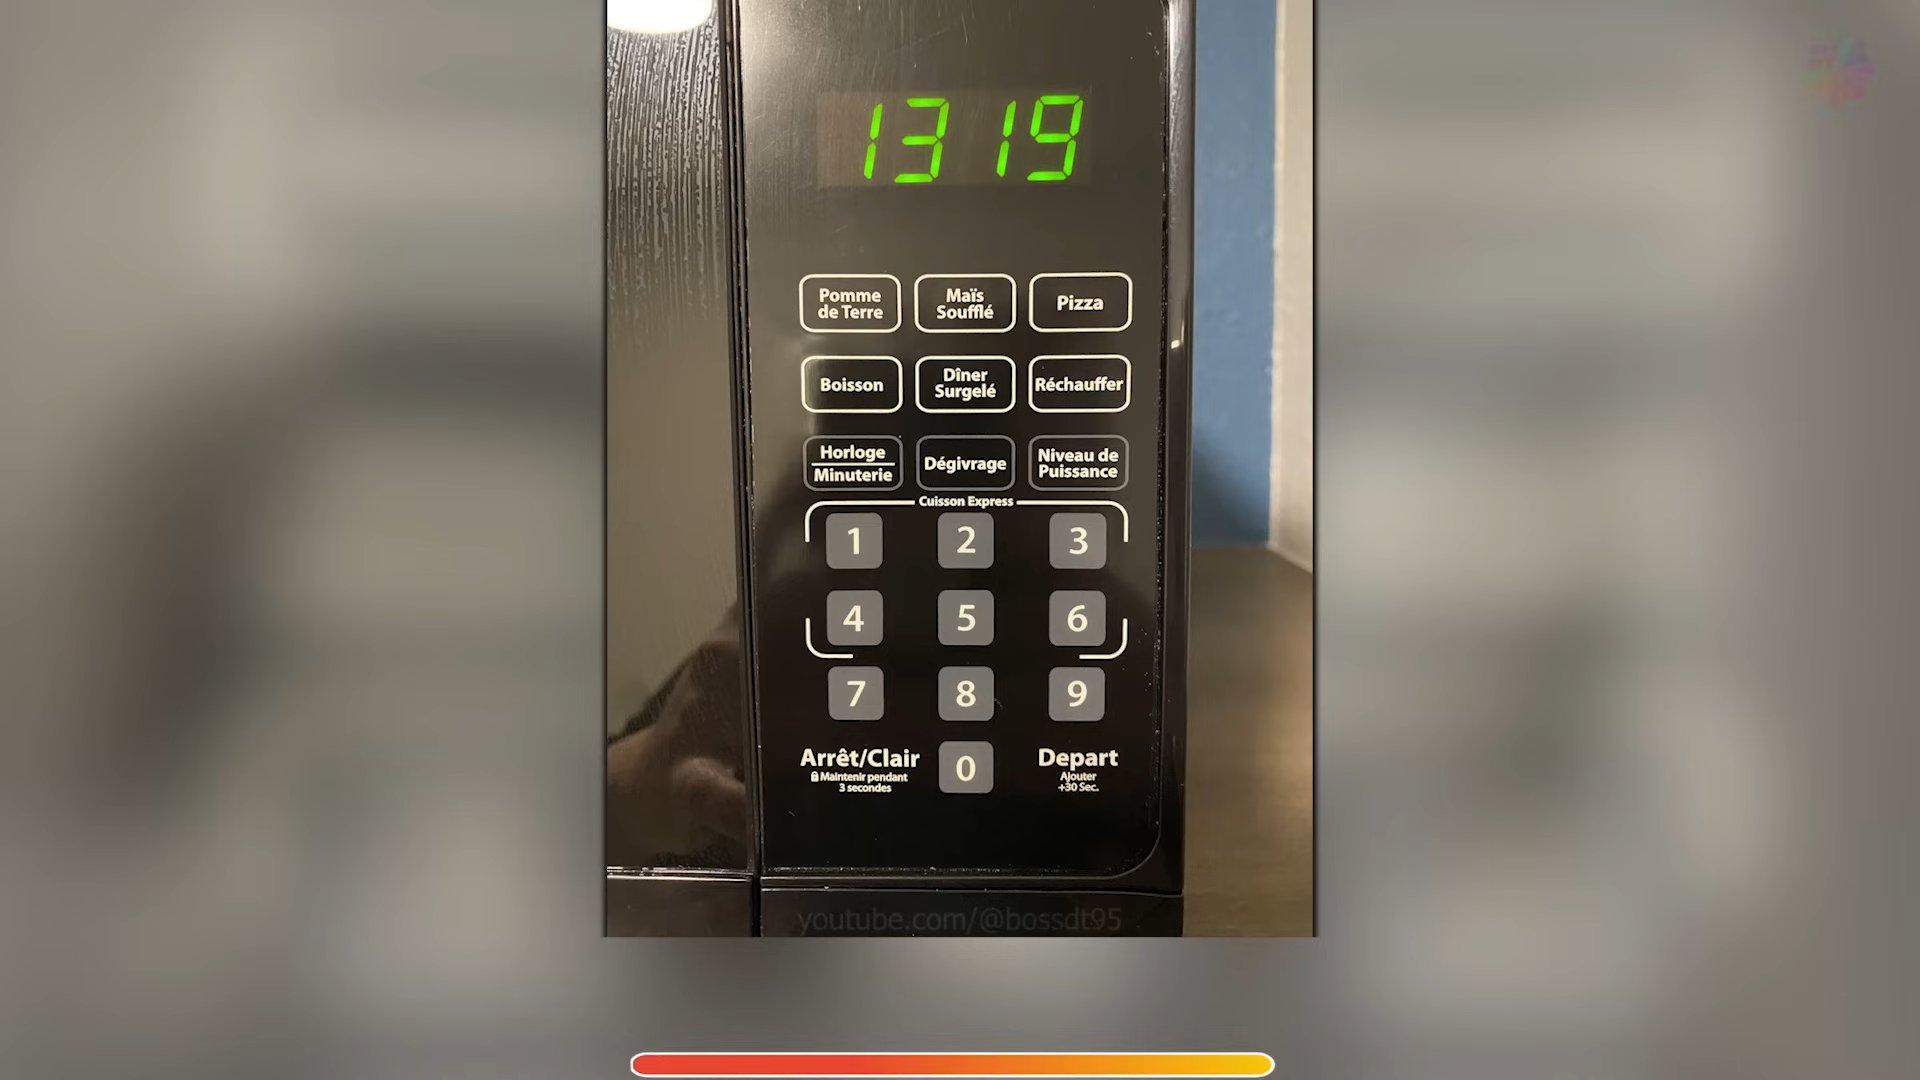 1319
Pomme
de Terre
Maïs
Soufflé
Pizza
Boisson
Dîner
Surgelé
Réchauffer
Horloge
Minuterie
Dégivrage
Niveau de
Puissance
Cuisson Express
1 2 3
4 5 6
7 8 9
Arrêt/Clair
Maintenir pendant
3 secondes
0
Depart
Ajouter
+30 Sec.
youtube.com/@bossdt95